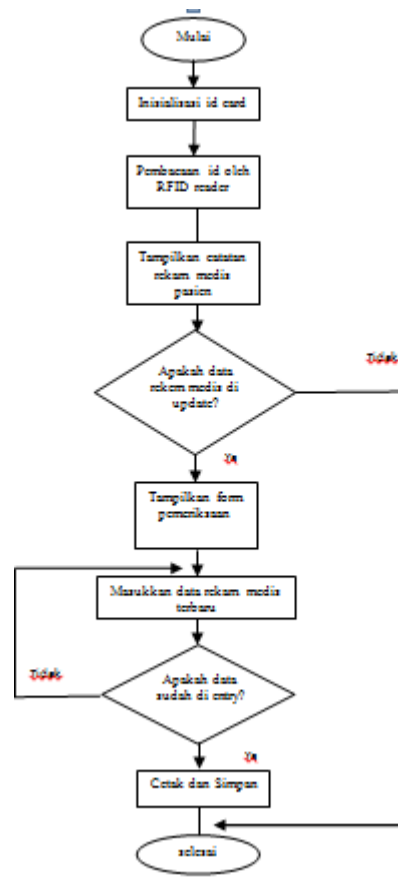 Mulai
Inisialisasi id card
Pembacaan id oleh
RFID reader
Tampilkan catatan
rekam medis
pasien
Apakah data
rekam medis di
update?
Tidak
Ya
Tampilkan form
pemeriksaan
Masukkan data rekam medis
terbaru
Apakah data
sudah di entry?
Tidak
Ya
Cetak dan Simpan
selesai